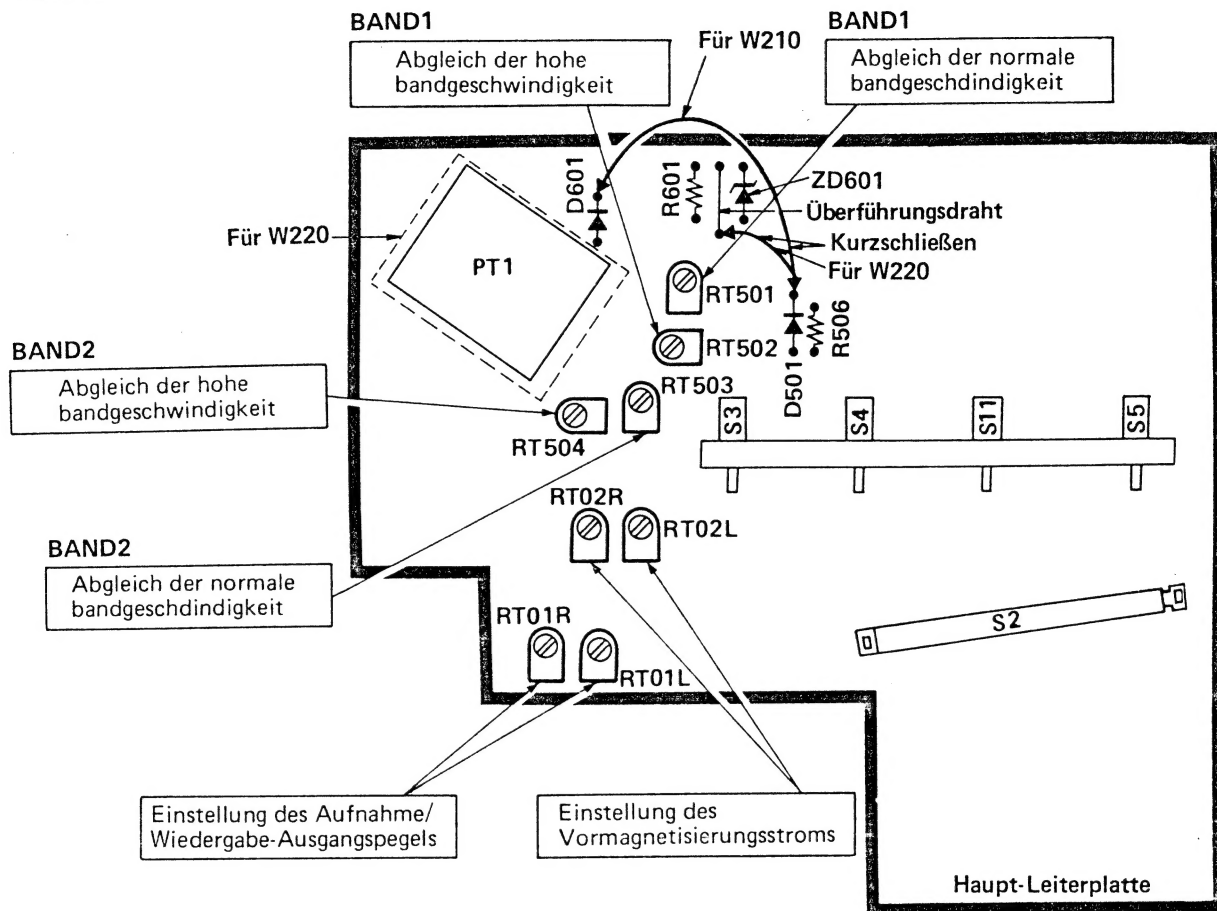 BAND1
Abgleich der hohe
bandgeschwindigkeit
Für W210
BAND1
Abgleich der normale
bandgeschdindigkeit
D601
R601
ZD601
Überführungsdraht
Kurzschließen
Für W220
Für W220
PT1
RT501
RT502
R506
D501
BAND2
Abgleich der hohe
bandgeschwindigkeit
RT503
RT504
S3
S4
S11
S5
RT02R
RT02L
BAND2
Abgleich der normale
bandgeschdindigkeit
RT01R
RT01L
S2
Einstellung des Aufnahme/
Wiedergabe-Ausgangspegels
Einstellung des
Vormagnetisierungsstroms
Haupt-Leiterplatte